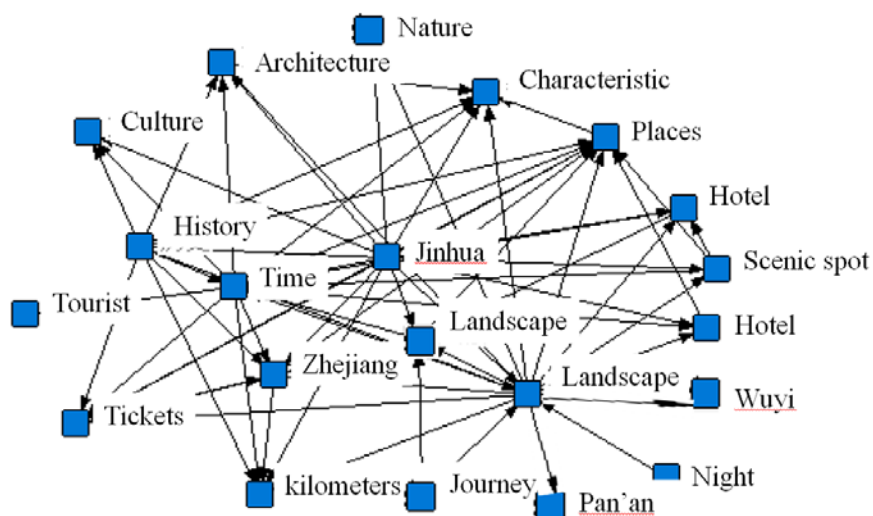 Nature
Architecture
Characteristic
Culture
Places
Hotel
History
Jinhua
Scenic spot
Time
Tourist
Landscape
Hotel
Zhejiang
Landscape
Wuyi
Tickets
Night
kilometers
Journey
Pan'an